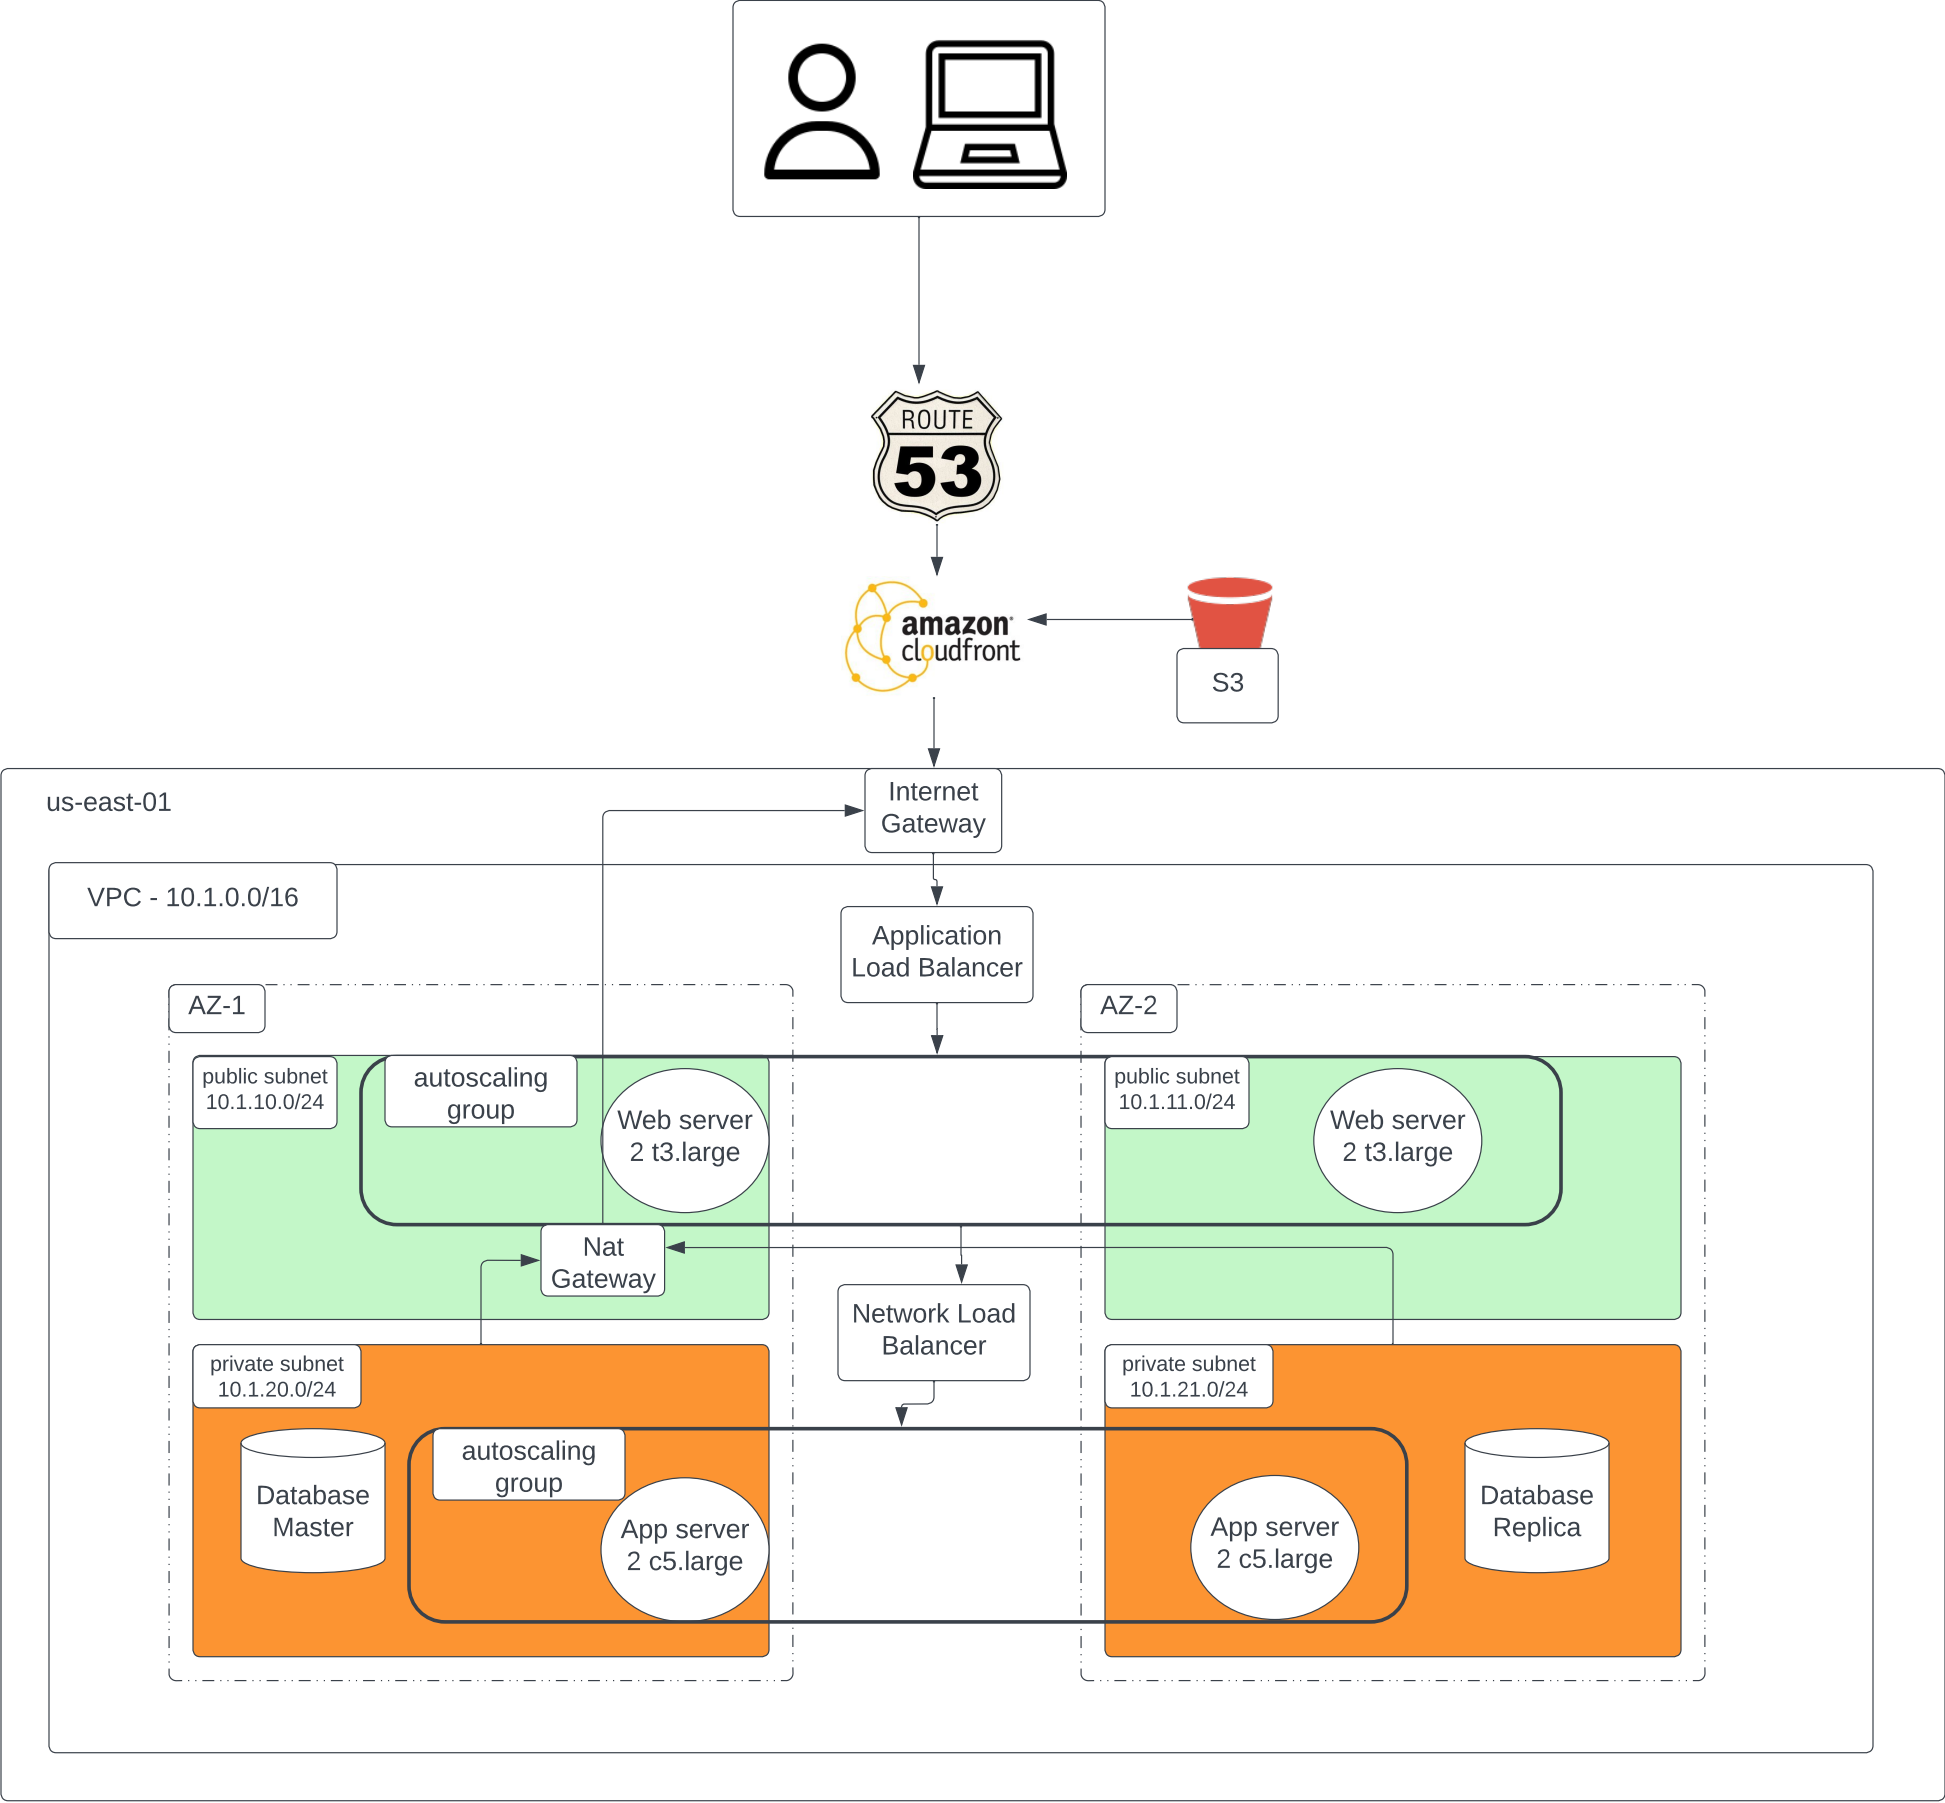 ROUTE
53
amazon
cloudfront
S3
us-east-01
Internet
Gateway
VPC - 10.1.0.0/16
Application
Load Balancer
AZ-1
AZ-2
public subnet
10.1.10.0/24
autoscaling
group
Web server
2 t3.large
public subnet
10.1.11.0/24
Web server
2 t3.large
Nat
Gateway
Network Load
Balancer
private subnet
10.1.20.0/24
private subnet
10.1.21.0/24
Database
Master
autoscaling
group
App server
2 c5.large
App server
2 c5.large
Database
Replica